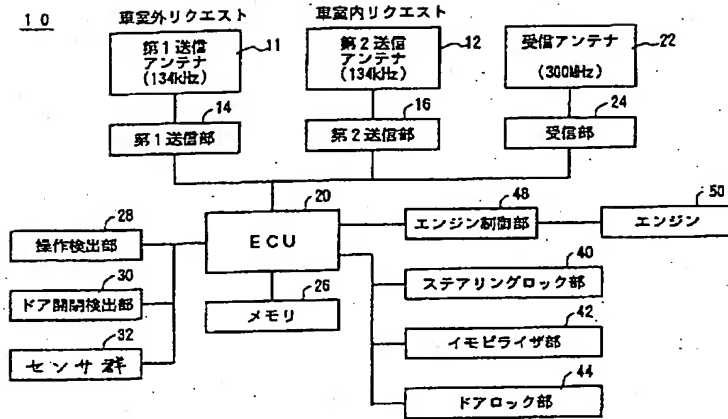 10
車室外リクエスト
車室内リクエスト
第1送信
アンテナ
(134kHz)
11
第2送信
アンテナ
(134kHz)
12
受信アンテナ
(300MHz)
22
14
第1送信部
16
第2送信部
24
受信部
20
ECU
48
エンジン制御部
50
エンジン
28
操作検出部
30
ドア開閉検出部
32
センサ群
26
メモリ
40
ステアリングロック部
42
イモビライザ部
44
ドアロック部